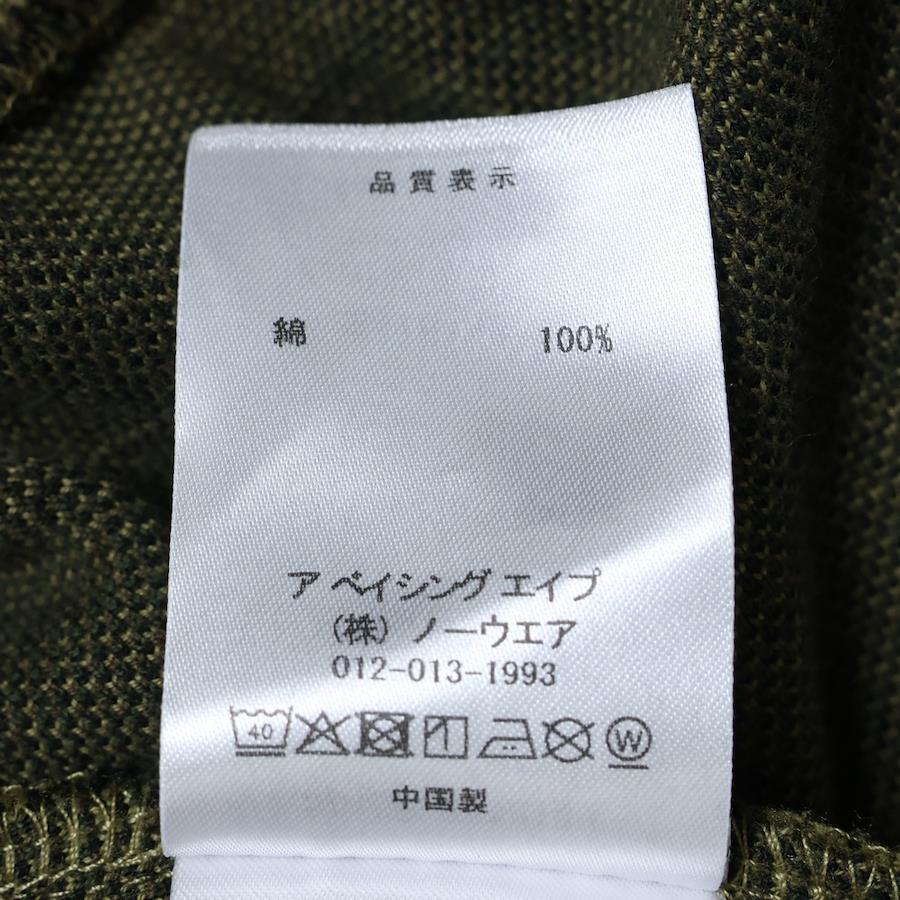 品質表示
綿 100%
ア ベイシング エイプ
(株) ノーウエア
012-013-1993
40 W
中国製